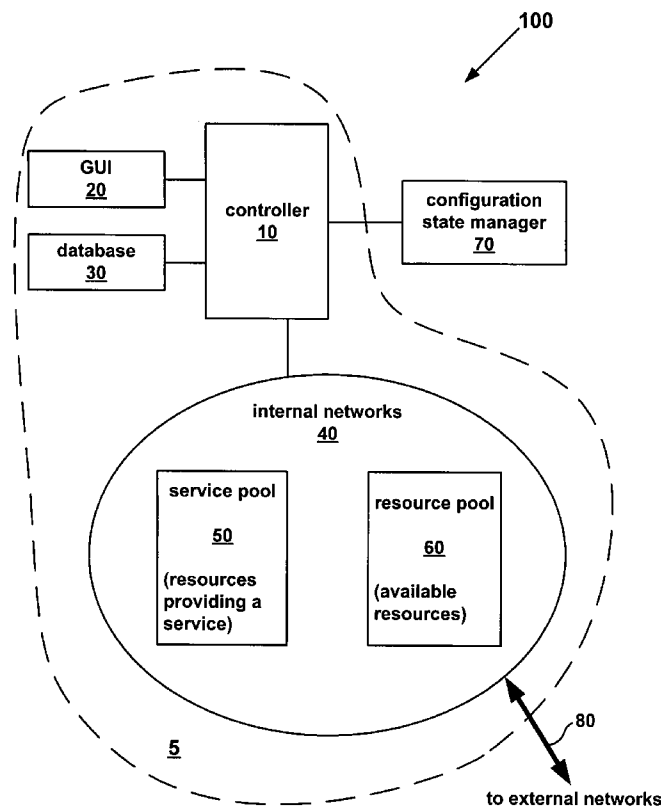 100
GUI
20
controller
10
configuration
state manager
70
database
30
internal networks
40
service pool
50
(resources
providing a
service)
resource pool
60
(available
resources)
5
80
to external networks